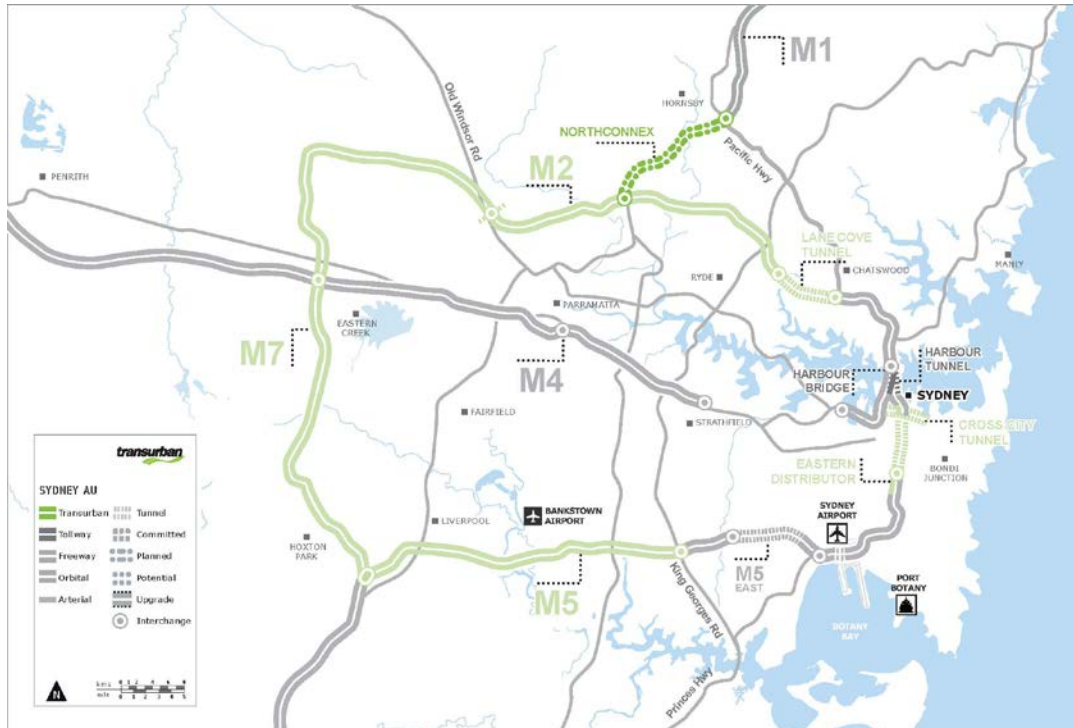 M1
HORNSBY
Old Windsor Rd
NORTHCONNEX
Pacific Hwy
M2
PENRITH
LANE COVE
TUNNEL
CHATSWOOD
MANLY
RYDE
PARRAMATTA
EASTERN
CREEK
M7
M4
HARBOUR
TUNNEL
HARBOUR
BRIDGE
SYDNEY
FAIRFIELD
STRATHFIELD
CROSS CITY
TUNNEL
BONDI
JUNCTION
EASTERN
DISTRIBUTOR
transurban
SYDNEY AU
Transurban
Tunnel
Tollway
Committed
Freeway
Planned
Orbital
Potential
Arterial
Upgrade
Interchange
LIVERPOOL
BANKSTOWN
AIRPORT
SYDNEY
AIRPORT
HOXTON
PARK
M5
M5
EAST
King Georges Rd
PORT
BOTANY
BOTANY
BAY
Princes Hwy
N